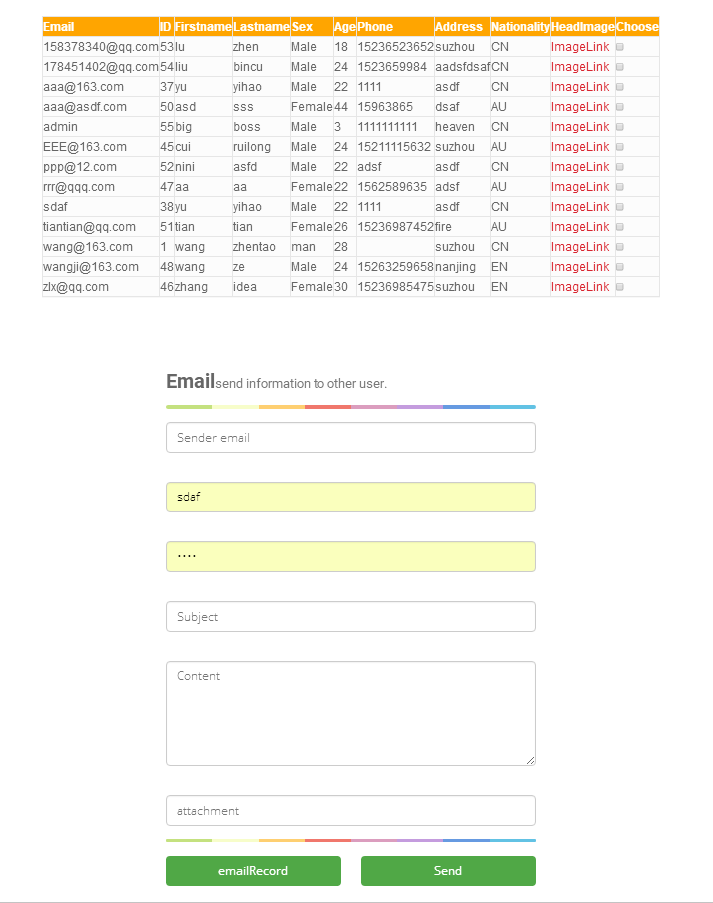 Email ID Firstname Lastname Sex Age Phone Address Nationality HeadImage Choose
158378340@qq.com 53 lu zhen Male 18 15236523652 suzhou CN ImageLink
178451402@qq.com 54 liu bincu Male 24 1523659984 aadsfdsaf CN ImageLink
aaa@163.com 37 yu yihao Male 22 1111 asdf CN ImageLink
aaa@asdf.com 50 asd sss Female 44 15963865 dsaf AU ImageLink
admin 55 big boss Male 3 1111111111 heaven CN ImageLink
EEE@163.com 45 cui ruilong Male 24 15211115632 suzhou AU ImageLink
ppp@12.com 52 nini asfd Male 22 adsf asdf CN ImageLink
rrr@qqq.com 47 aa aa Female 22 1562589635 adsf AU ImageLink
sdaf 38 yu yihao Male 22 1111 asdf CN ImageLink
tiantian@qq.com 51 tian tian Female 26 15236987452 fire AU ImageLink
wang@163.com 1 wang zhentao man 28 suzhou CN ImageLink
wangji@163.com 48 wang ze Male 24 15263259658 nanjing EN ImageLink
zlx@qq.com 46 zhang idea Female 30 15236985475 suzhou EN ImageLink
Email send information to other user.
Sender email
sdaf
····
Subject
Content
attachment
emailRecord Send